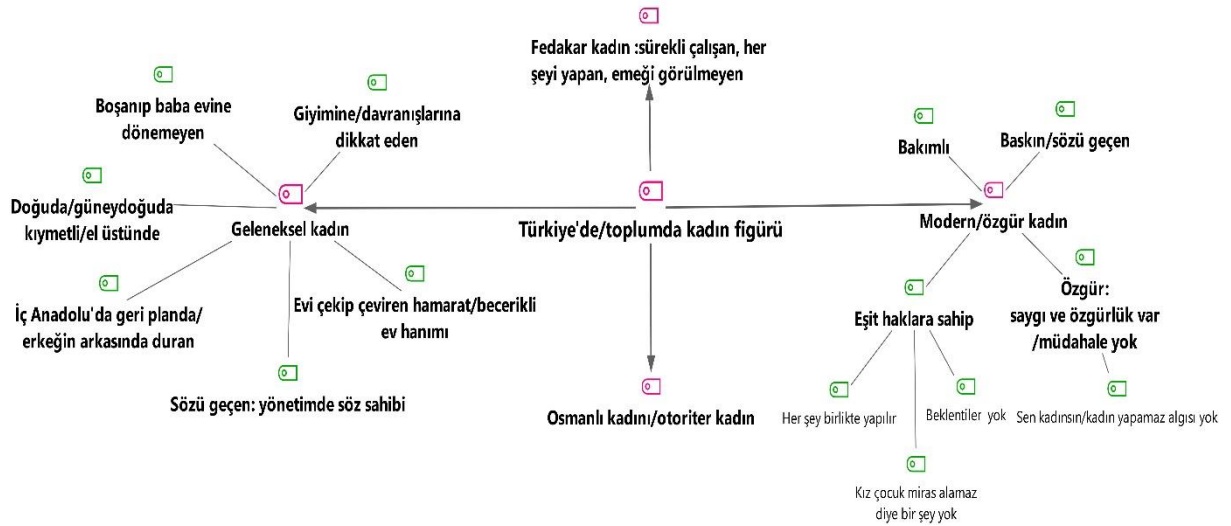 Fedakar kadın :sürekli çalışan, her
şeyi yapan, emeği görülmeyen
Boşanıp baba evine
dönemeyen
Giyimine/davranışlarına
dikkat eden
Bakımlı
Baskın/sözü geçen
Doğuda/güneydoğuda
kıymetli/el üstünde
Geleneksel kadın
Türkiye'de/toplumda kadın figürü
Modern/özgür kadın
İç Anadolu'da geri planda/
erkeğin arkasında duran
Evi çekip çeviren hamarat/becerikli
ev hanımı
Eşit haklara sahip
Özgür:
saygı ve özgürlük var
/müdahale yok
Sözü geçen: yönetimde söz sahibi
Osmanlı kadını/otoriter kadın
Her şey birlikte yapılır
Beklentiler yok
Sen kadınsın/kadın yapamaz algısı yok
Kız çocuk miras alamaz
diye bir şey yok